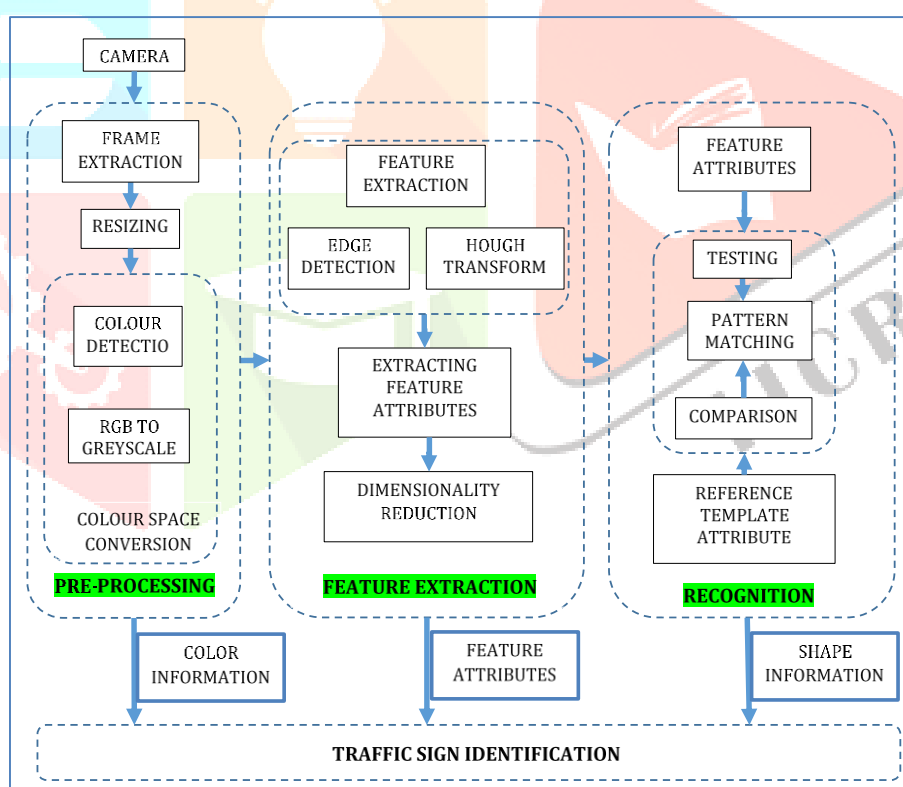 CAMERA
FRAME
EXTRACTION
RESIZING
COLOUR
DETECTIO
RGB TO
GREYSCALE
COLOUR SPACE
CONVERSION
PRE-PROCESSING
FEATURE
EXTRACTION
EDGE
DETECTION
HOUGH
TRANSFORM
EXTRACTING
FEATURE
ATTRIBUTES
DIMENSIONALITY
REDUCTION
FEATURE EXTRACTION
FEATURE
ATTRIBUTES
TESTING
PATTERN
MATCHING
COMPARISON
REFERENCE
TEMPLATE
ATTRIBUTE
RECOGNITION
COLOR
INFORMATION
FEATURE
ATTRIBUTES
SHAPE
INFORMATION
TRAFFIC SIGN IDENTIFICATION